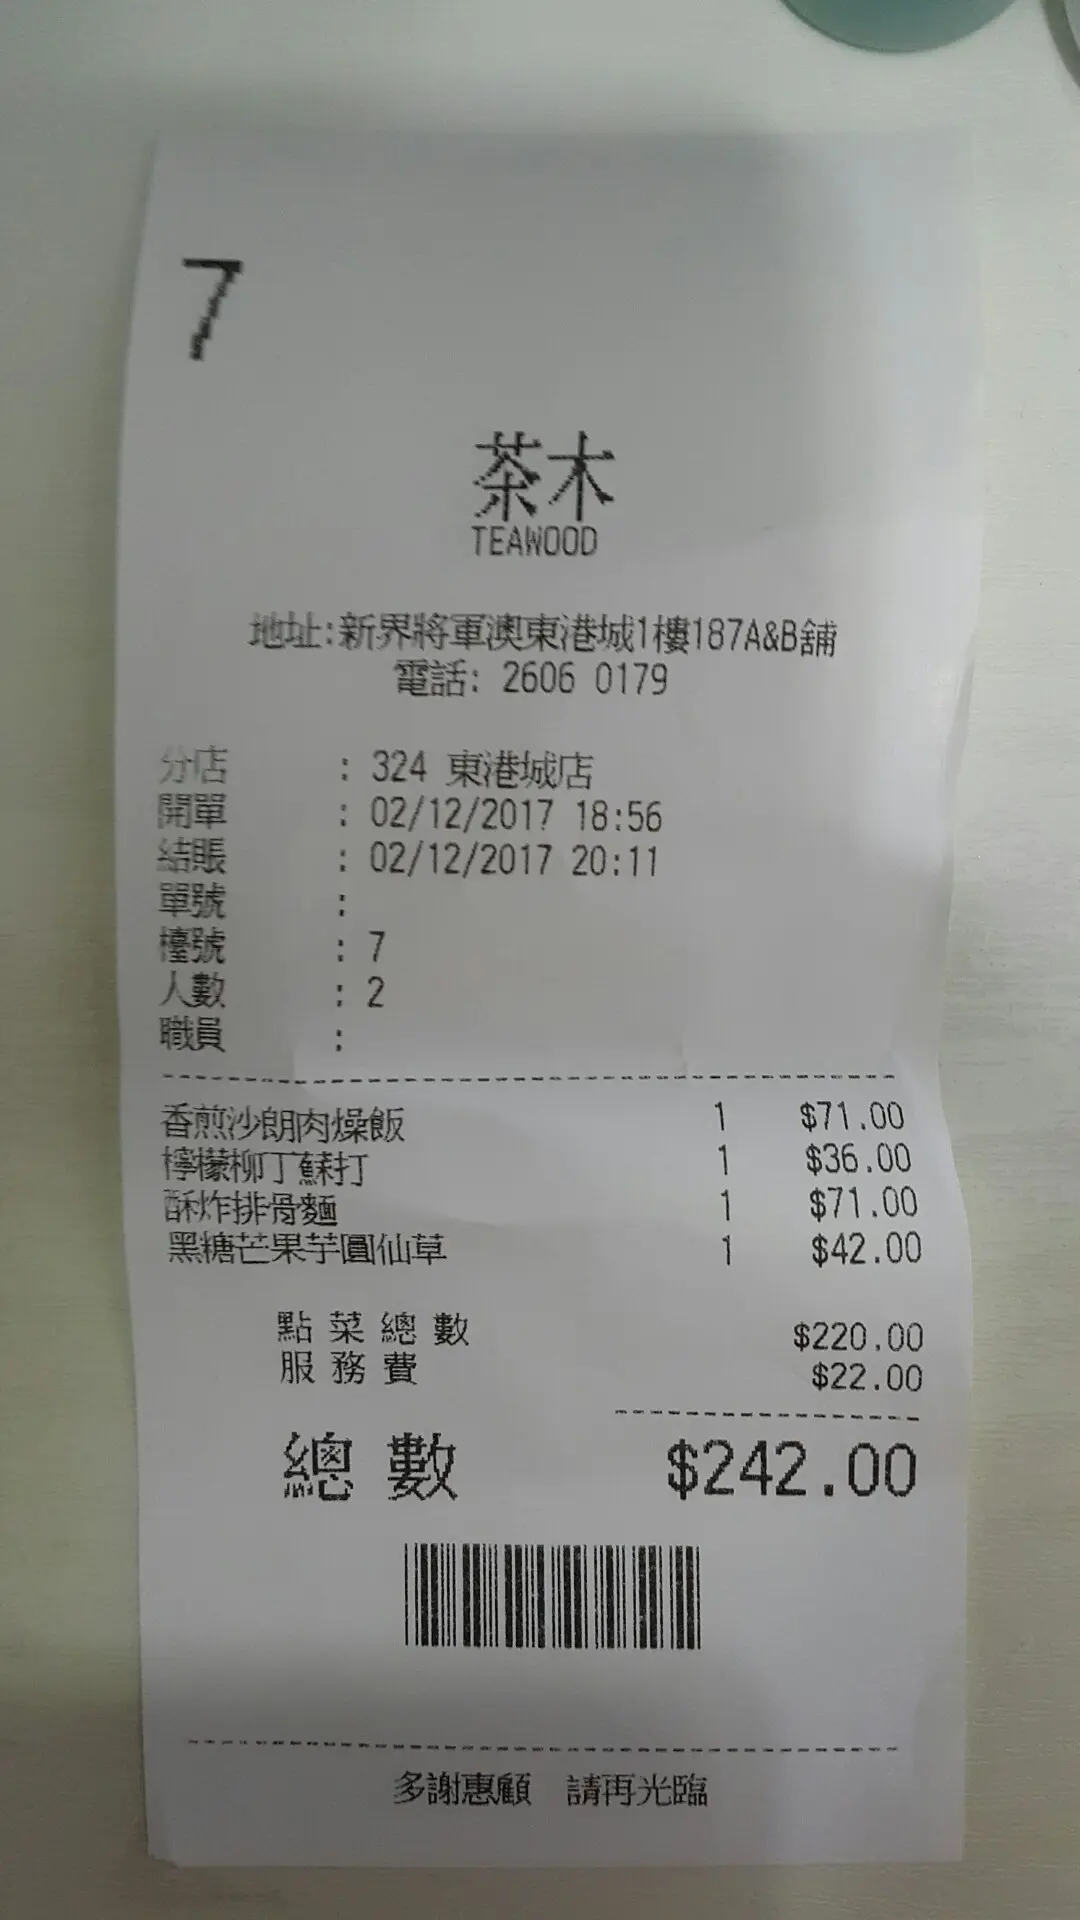 7
茶木
TEAWOOD
地址:新界將軍澳東港城1樓187A&B舖
電話: 2606 0179
分店 : 324 東港城店
開單 : 02/12/2017 18:56
結賬 : 02/12/2017 20:11
單號 :
檯號 : 7
人數 : 2
職員 :
香煎沙朗肉燥飯 1 $71.00
檸檬柳丁蘇打 1 $36.00
酥炸排骨麵 1 $71.00
黑糖芒果芋圓仙草 1 $42.00
點菜總數 $220.00
服務費 $22.00
總數 $242.00
多謝惠顧 請再光臨